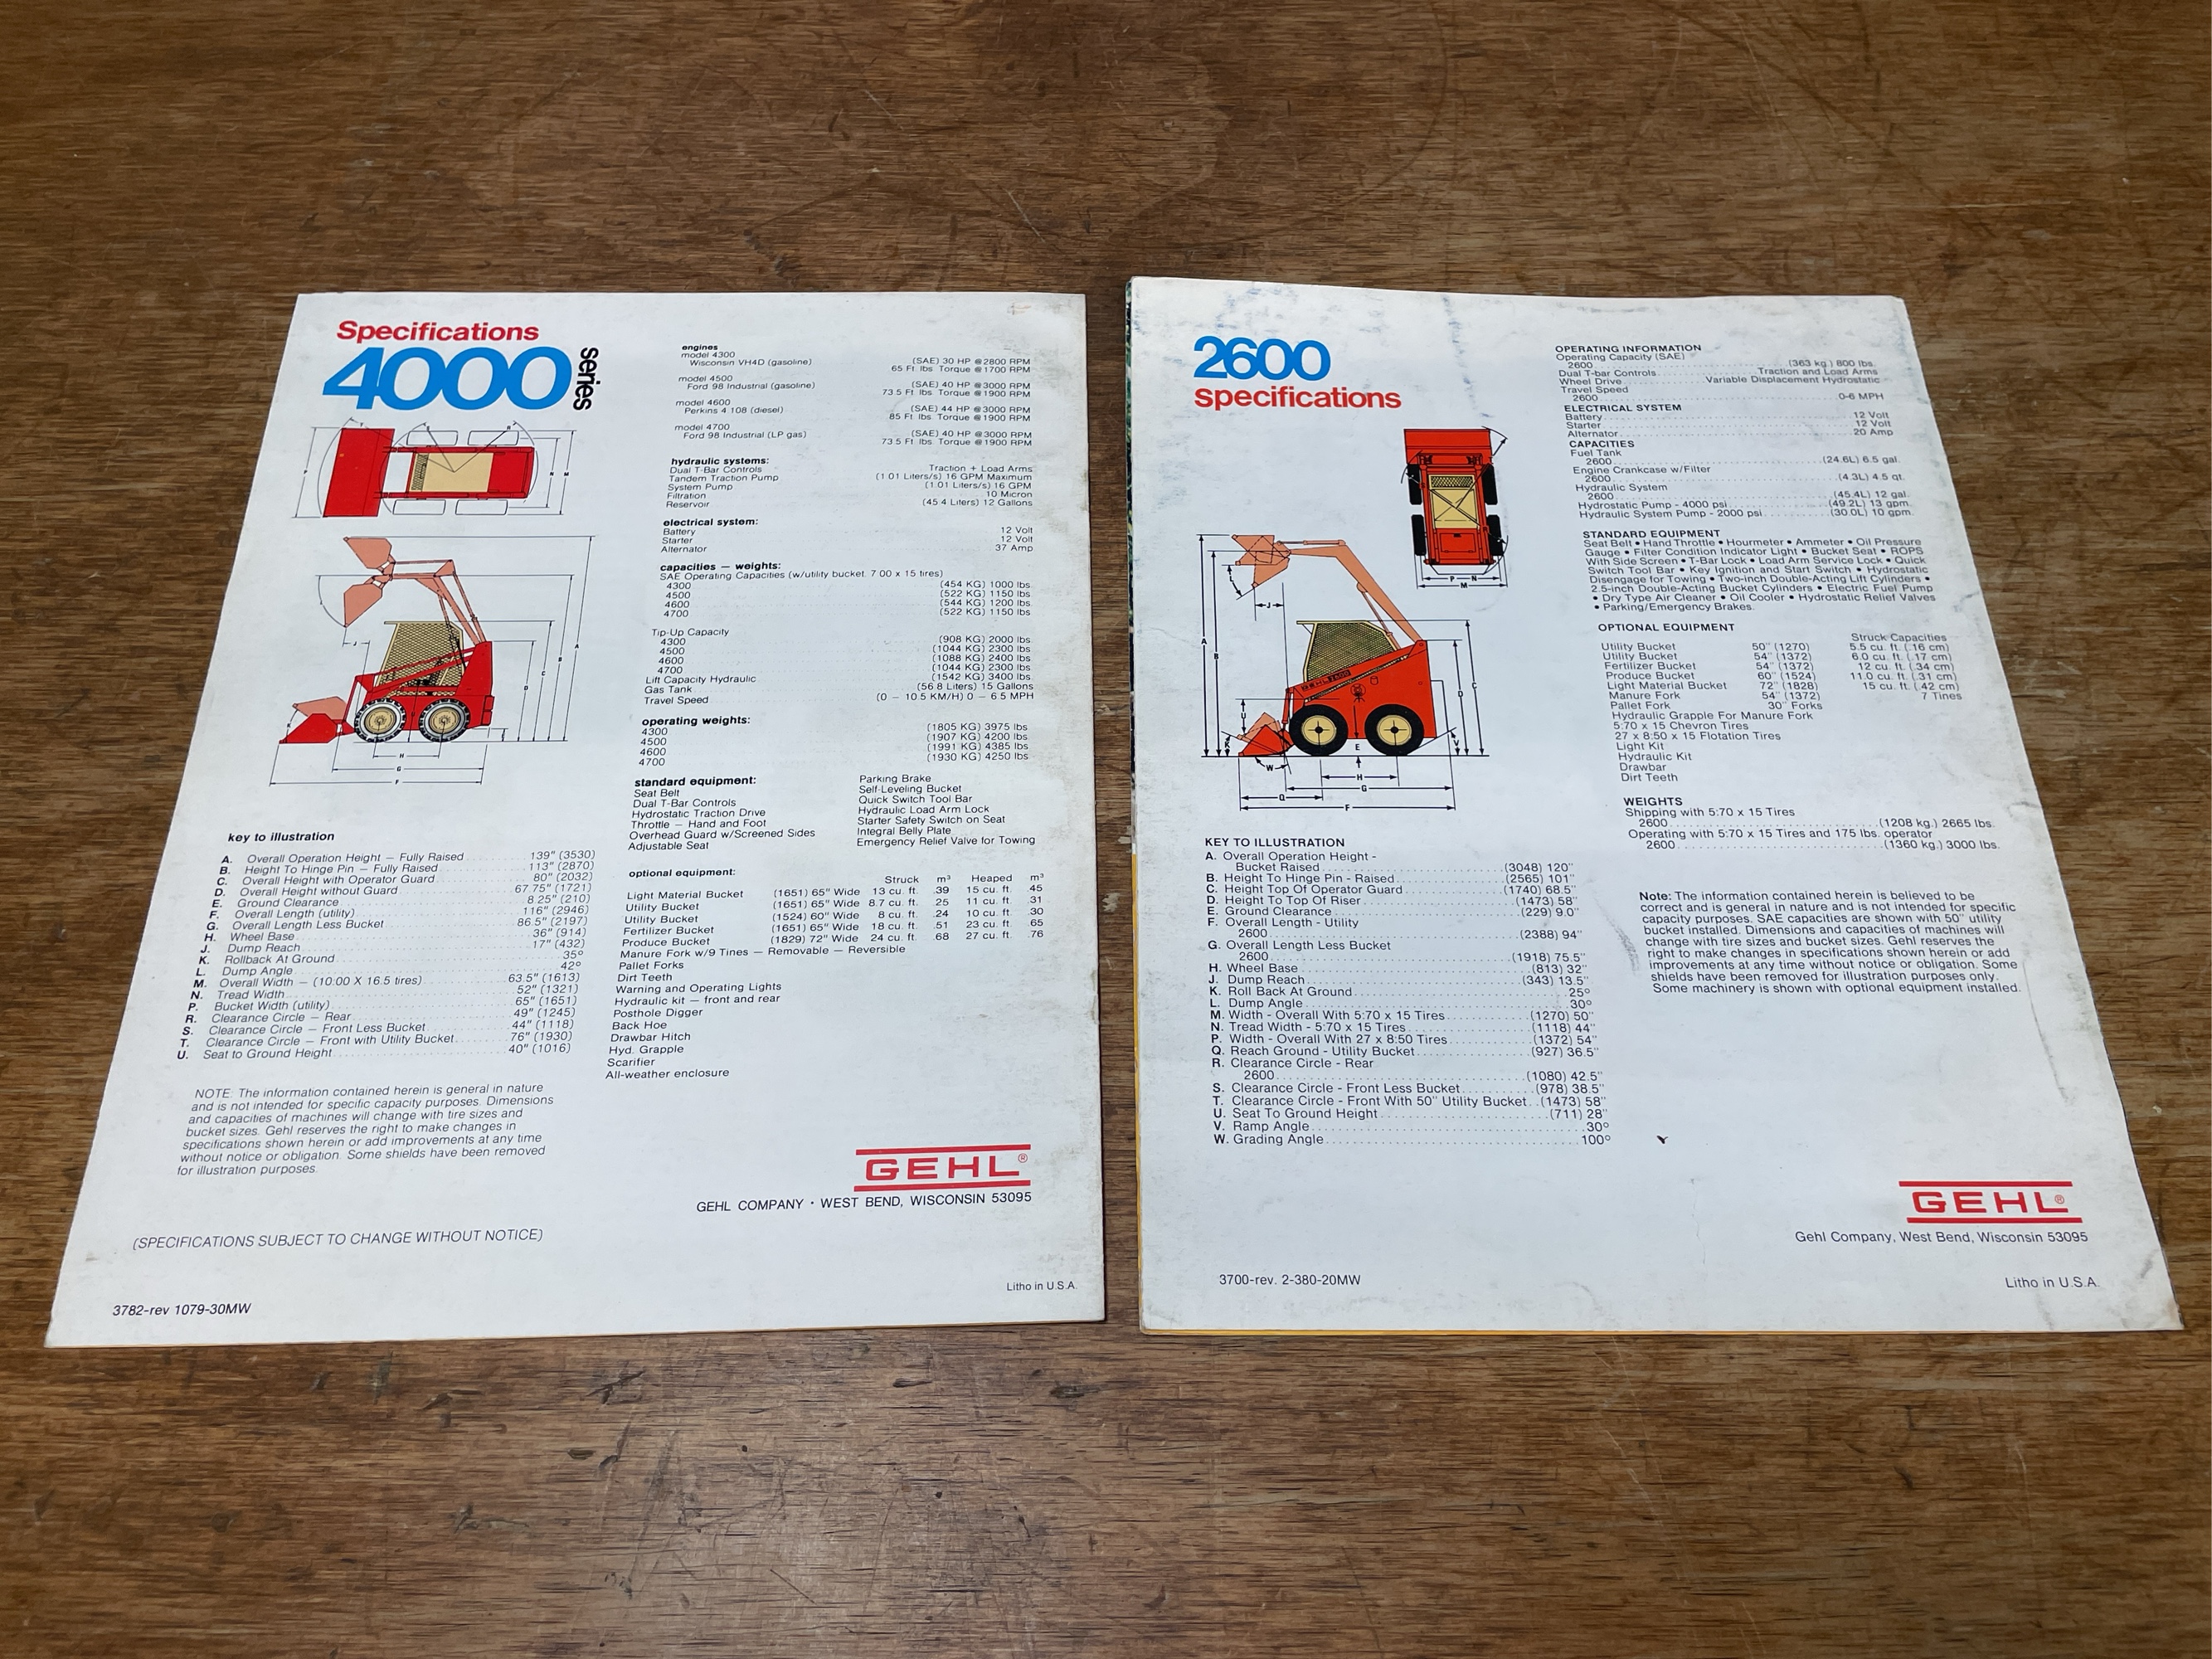 Specifications
4000 series
engines
model 4300
Wisconsin VH4D (gasoline) (SAE) 30 HP @ 2800 RPM
65 Ft lbs Torque @ 1700 RPM
model 4500
Ford 98 Industrial (gasoline) (SAE) 40 HP @ 3000 RPM
73 5 Ft lbs Torque @ 1900 RPM
model 4600
Perkins 4 108 (diesel) (SAE) 44 HP @ 3000 RPM
85 Ft lbs Torque @ 1900 RPM
model 4700
Ford 98 Industrial (LP gas) (SAE) 40 HP @ 3000 RPM
73 5 Ft lbs Torque @ 1900 RPM
hydraulic systems:
Dual T-Bar Controls Traction + Load Arms
Tandem Traction Pump (1 01 Liters/s) 16 GPM Maximum
System Pump (1 01 Liters/s) 16 GPM
Filtration 10 Micron
Reservoir (45 4 Liters) 12 Gallons
electrical system:
Battery 12 Volt
Starter 12 Volt
Alternator 37 Amp
capacities — weights:
SAE Operating Capacities (w/utility bucket 7 00 x 15 tires)
4300 (454 KG) 1000 lbs
4500 (522 KG) 1150 lbs
4600 (544 KG) 1200 lbs
4700 (522 KG) 1150 lbs
Tip-Up Capacity
4300 (908 KG) 2000 lbs
4500 (1044 KG) 2300 lbs
4600 (1088 KG) 2400 lbs
4700 (1044 KG) 2300 lbs
Lift Capacity Hydraulic (1542 KG) 3400 lbs
Gas Tank (56 8 Liters) 15 Gallons
Travel Speed (0 — 10.5 KM/H) 0 — 6.5 MPH
operating weights:
4300 (1805 KG) 3975 lbs
4500 (1907 KG) 4200 lbs
4600 (1991 KG) 4385 lbs
4700 (1930 KG) 4250 lbs
standard equipment:
Seat Belt
Dual T-Bar Controls
Hydrostatic Traction Drive
Throttle — Hand and Foot
Overhead Guard w/Screened Sides
Adjustable Seat
Parking Brake
Self-Leveling Bucket
Quick Switch Tool Bar
Hydraulic Load Arm Lock
Starter Safety Switch on Seat
Integral Belly Plate
Emergency Relief Valve for Towing
optional equipment:
Struck m³ Heaped m³
Light Material Bucket (1651) 65" Wide 13 cu. ft. .39 15 cu. ft. .45
Utility Bucket (1651) 65" Wide 8.7 cu. ft. .25 11 cu. ft. .31
Utility Bucket (1524) 60" Wide 8 cu. ft. .24 10 cu. ft. .30
Fertilizer Bucket (1651) 65" Wide 18 cu. ft. .51 23 cu. ft. .65
Produce Bucket (1829) 72" Wide 24 cu. ft. .68 27 cu. ft. .76
Manure Fork w/9 Tines — Removable — Reversible
Pallet Forks
Dirt Teeth
Warning and Operating Lights
Hydraulic kit — front and rear
Posthole Digger
Back Hoe
Drawbar Hitch
Hyd. Grapple
Scarifier
All-weather enclosure
key to illustration
A. Overall Operation Height — Fully Raised 139" (3530)
B. Height To Hinge Pin — Fully Raised 113" (2870)
C. Overall Height with Operator Guard 80" (2032)
D. Overall Height without Guard 67.75" (1721)
E. Ground Clearance 8 25" (210)
F. Overall Length (utility) 116" (2946)
G. Overall Length Less Bucket 86.5" (2197)
H. Wheel Base 36" (914)
J. Dump Reach 17" (432)
K. Rollback At Ground 35°
L. Dump Angle 42°
M. Overall Width — (10:00 X 16.5 tires) 63.5" (1613)
N. Tread Width 52" (1321)
P. Bucket Width (utility) 65" (1651)
R. Clearance Circle — Rear 49" (1245)
S. Clearance Circle — Front Less Bucket 44" (1118)
T. Clearance Circle — Front with Utility Bucket 76" (1930)
U. Seat to Ground Height 40" (1016)
NOTE: The information contained herein is general in nature
and is not intended for specific capacity purposes. Dimensions
and capacities of machines will change with tire sizes and
bucket sizes. Gehl reserves the right to make changes in
specifications shown herein or add improvements at any time
without notice or obligation. Some shields have been removed
for illustration purposes.
GEHL®
GEHL COMPANY • WEST BEND, WISCONSIN 53095
(SPECIFICATIONS SUBJECT TO CHANGE WITHOUT NOTICE)
Litho in U.S.A.
3782-rev 1079-30MW
2600
Specifications
OPERATING INFORMATION
Operating Capacity (SAE)
2600 (363 kg.) 800 lbs.
Dual T-bar Controls Traction and Load Arms
Wheel Drive Variable Displacement Hydrostatic
Travel Speed
2600 0-6 MPH
ELECTRICAL SYSTEM
Battery 12 Volt
Starter 12 Volt
Alternator 20 Amp
CAPACITIES
Fuel Tank
2600 (24.6L) 6.5 gal.
Engine Crankcase w/Filter
2600 (4.3L) 4.5 qt.
Hydraulic System
2600 (45.4L) 12 gal.
Hydrostatic Pump - 4000 psi (49.2L) 13 gpm.
Hydraulic System Pump - 2000 psi (30.0L) 10 gpm.
STANDARD EQUIPMENT
Seat Belt • Hand Throttle • Hourmeter • Ammeter • Oil Pressure
Gauge • Filter Condition Indicator Light • Bucket Seat • ROPS
With Side Screen • T-Bar Lock • Load Arm Service Lock • Quick
Switch Tool Bar • Key Ignition and Start Switch • Hydrostatic
Disengage for Towing • Two-inch Double-Acting Lift Cylinders •
2.5-inch Double-Acting Bucket Cylinders • Electric Fuel Pump
• Dry Type Air Cleaner • Oil Cooler • Hydrostatic Relief Valves
• Parking/Emergency Brakes.
OPTIONAL EQUIPMENT
Struck Capacities
Utility Bucket 50" (1270) 5.5 cu. ft. (.16 cm)
Utility Bucket 54" (1372) 6.0 cu. ft. (.17 cm)
Fertilizer Bucket 54" (1372) 12 cu. ft. (.34 cm)
Produce Bucket 60" (1524) 11.0 cu. ft. (.31 cm)
Light Material Bucket 72" (1828) 15 cu. ft. (.42 cm)
Manure Fork 54" (1372) 7 Tines
Pallet Fork 30" Forks
Hydraulic Grapple For Manure Fork
5:70 x 15 Chevron Tires
27 x 8:50 x 15 Flotation Tires
Light Kit
Hydraulic Kit
Drawbar
Dirt Teeth
WEIGHTS
Shipping with 5:70 x 15 Tires
2600 (1208 kg.) 2665 lbs.
Operating with 5:70 x 15 Tires and 175 lbs. operator
2600 (1360 kg.) 3000 lbs.
KEY TO ILLUSTRATION
A. Overall Operation Height -
Bucket Raised (3048) 120"
B. Height To Hinge Pin - Raised (2565) 101"
C. Height Top Of Operator Guard (1740) 68.5"
D. Height To Top Of Riser (1473) 58"
E. Ground Clearance (229) 9.0"
F. Overall Length - Utility
2600 (2388) 94"
G. Overall Length Less Bucket
2600 (1918) 75.5"
H. Wheel Base (813) 32"
J. Dump Reach (343) 13.5"
K. Roll Back At Ground 25°
L. Dump Angle 30°
M. Width - Overall With 5:70 x 15 Tires (1270) 50"
N. Tread Width - 5:70 x 15 Tires (1118) 44"
P. Width - Overall With 27 x 8:50 Tires (1372) 54"
Q. Reach Ground - Utility Bucket (927) 36.5"
R. Clearance Circle - Rear
2600 (1080) 42.5"
S. Clearance Circle - Front Less Bucket (978) 38.5"
T. Clearance Circle - Front With 50" Utility Bucket (1473) 58"
U. Seat To Ground Height (711) 28"
V. Ramp Angle 30°
W. Grading Angle 100°
Note: The information contained herein is believed to be
correct and is general in nature and is not intended for specific
capacity purposes. SAE capacities are shown with 50" utility
bucket installed. Dimensions and capacities of machines will
change with tire sizes and bucket sizes. Gehl reserves the
right to make changes in specifications shown herein or add
improvements at any time without notice or obligation. Some
shields have been removed for illustration purposes only.
Some machinery is shown with optional equipment installed.
GEHL®
Gehl Company, West Bend, Wisconsin 53095
3700-rev. 2-380-20MW
Litho in U.S.A.